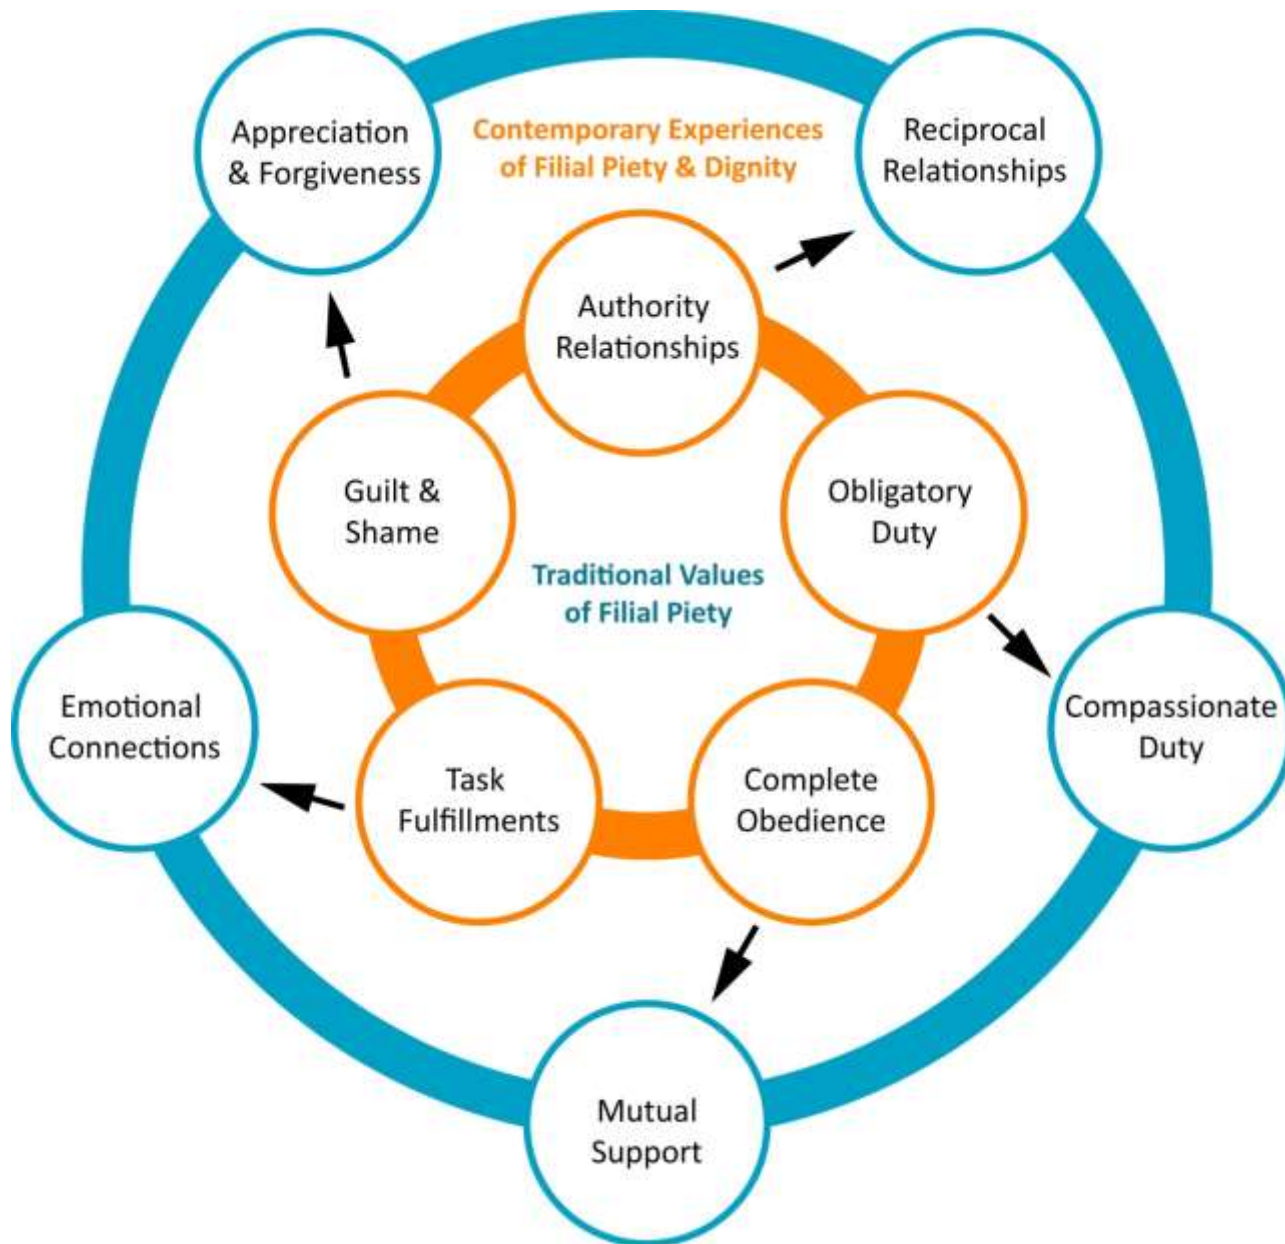 Appreciation
& Forgiveness
Contemporary Experiences
of Filial Piety & Dignity
Reciprocal
Relationships
Authority
Relationships
Guilt &
Shame
Obligatory
Duty
Traditional Values
of Filial Piety
Emotional
Connections
Compassionate
Duty
Task
Fulfillments
Complete
Obedience
Mutual
Support